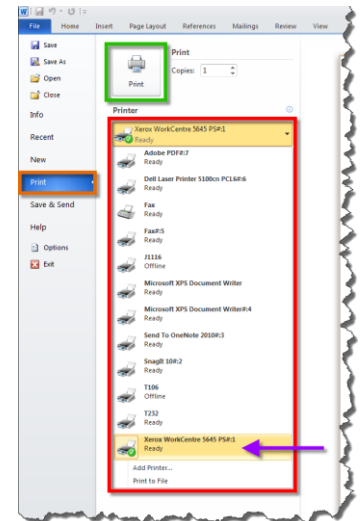 W
File Home Insert Page Layout References Mailings Review View
Save
Save As
Open
Close
Info
Recent
New
Print
Save & Send
Help
Options
Exit
Print
Print
Copies: 1
Printer
Xerox WorkCentre 5645 PS#:1
Ready
Adobe PDF#:7
Ready
Dell Laser Printer 5100cn PCL6#:6
Ready
Fax
Ready
Fax#:5
Ready
J1116
Offline
Microsoft XPS Document Writer
Ready
Microsoft XPS Document Writer#:4
Ready
Send To OneNote 2010#:3
Ready
SnagIt 10#:2
Ready
T106
Offline
T232
Ready
Xerox WorkCentre 5645 PS#:1
Ready
Add Printer...
Print to File